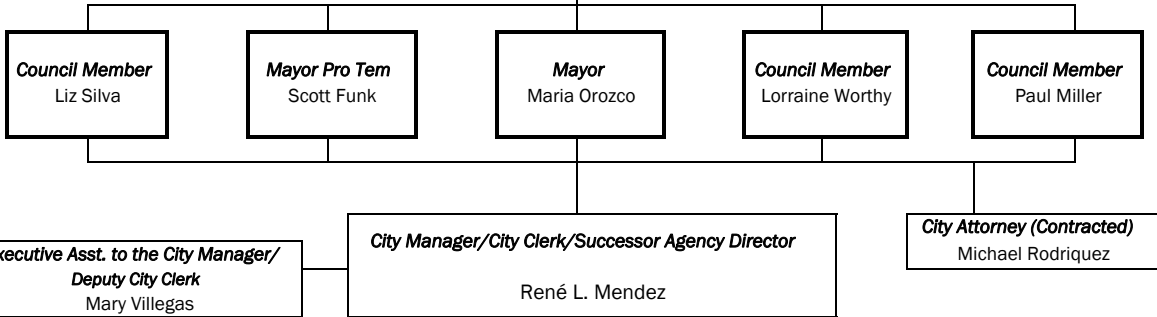 Council Member
Liz Silva
Mayor Pro Tem
Scott Funk
Mayor
Maria Orozco
Council Member
Lorraine Worthy
Council Member
Paul Miller
City Manager/City Clerk/Successor Agency Director
René L. Mendez
City Attorney (Contracted)
Michael Rodriquez
xecutive Asst. to the City Manager/
Deputy City Clerk
Mary Villegas